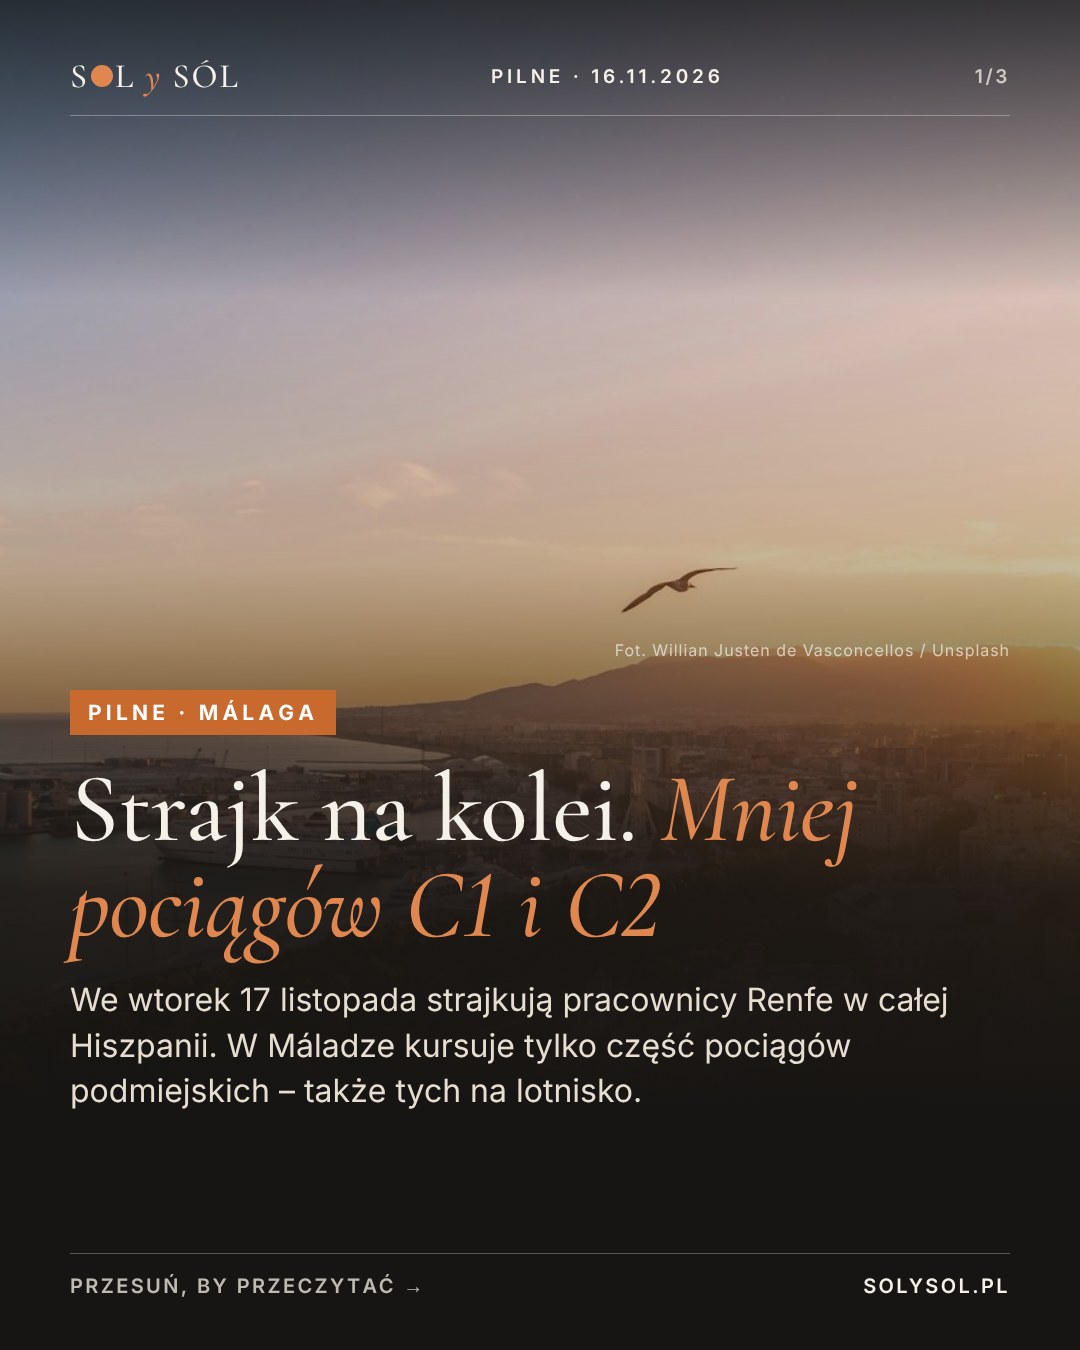 SOL y SÓL
PILNE · 16.11.2026
1/3
Fot. Willian Justen de Vasconcellos / Unsplash
PILNE · MÁLAGA
Strajk na kolei. Mniej
pociągów C1 i C2
We wtorek 17 listopada strajkują pracownicy Renfe w całej
Hiszpanii. W Máladze kursuje tylko część pociągów
podmiejskich – także tych na lotnisko.
PRZESUŃ, BY PRZECZYTAĆ →
SOLYSOL.PL